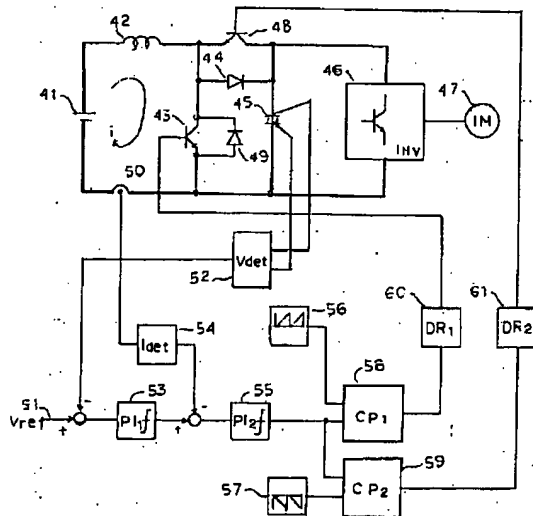 42
48
44
46
41
43
45
47
IM
i
49
INV
50
52
Vdet
60
61
56
DR1
DR2
54
Idet
58
51
53
55
Vref
-
-
+
PI1
+
PI2
CP1
59
57
CP2